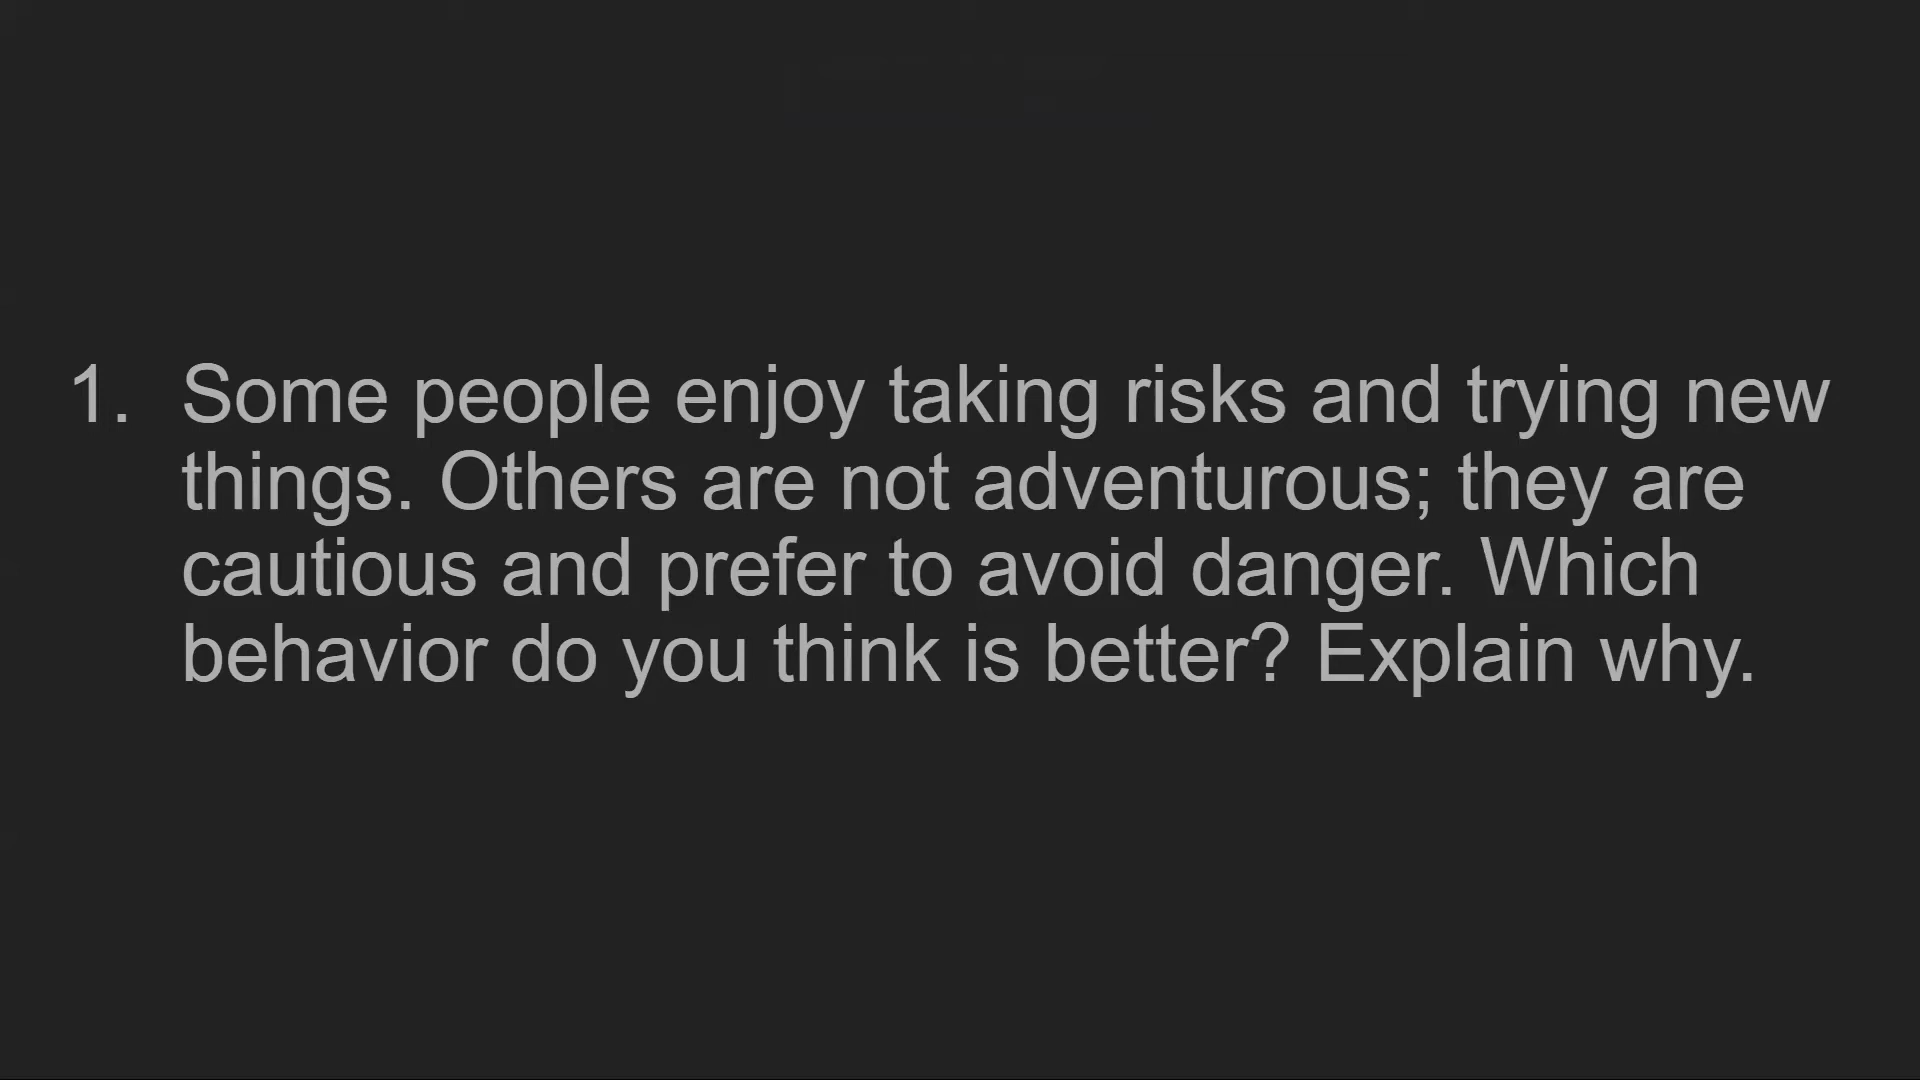 1. Some people enjoy taking risks and trying new
things. Others are not adventurous; they are
cautious and prefer to avoid danger. Which
behavior do you think is better? Explain why.